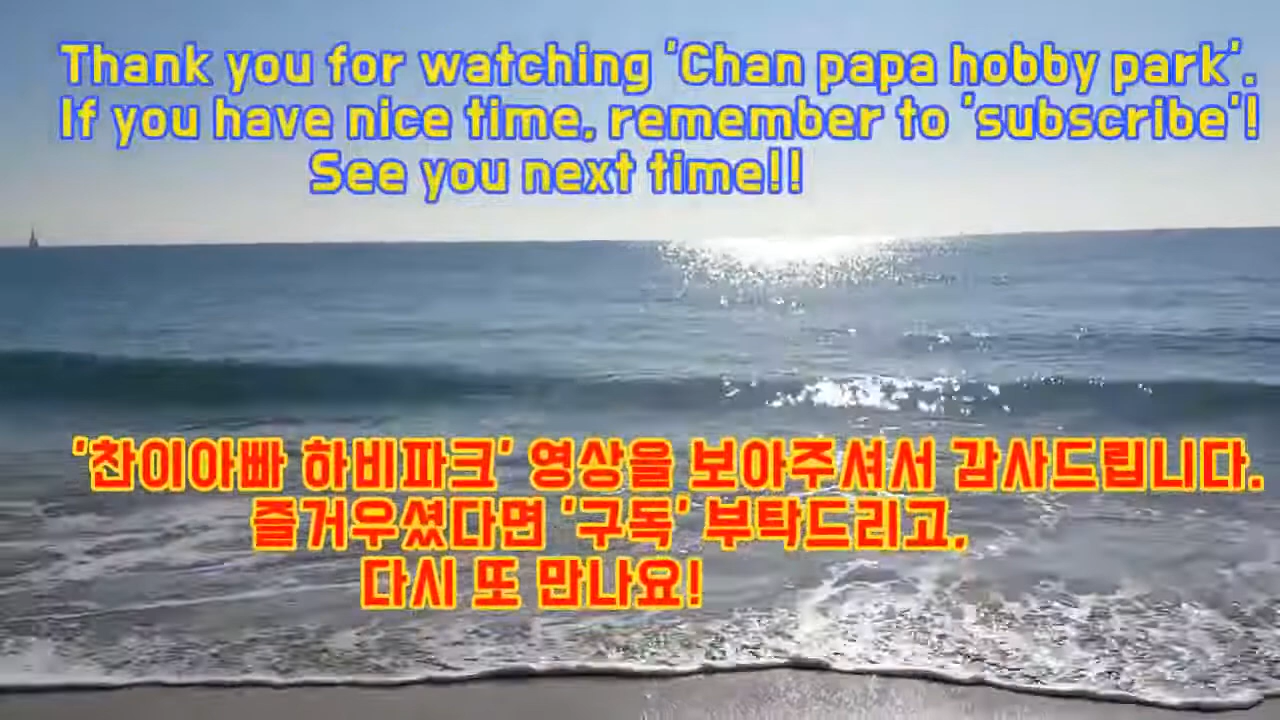 Thank you for watching 'Chan papa hobby park'.
If you have nice time, remember to 'subscribe'!
See you next time!!
'찬이아빠 하비파크' 영상을 보아주셔서 감사드립니다.
즐거우셨다면 '구독' 부탁드리고,
다시 또 만나요!